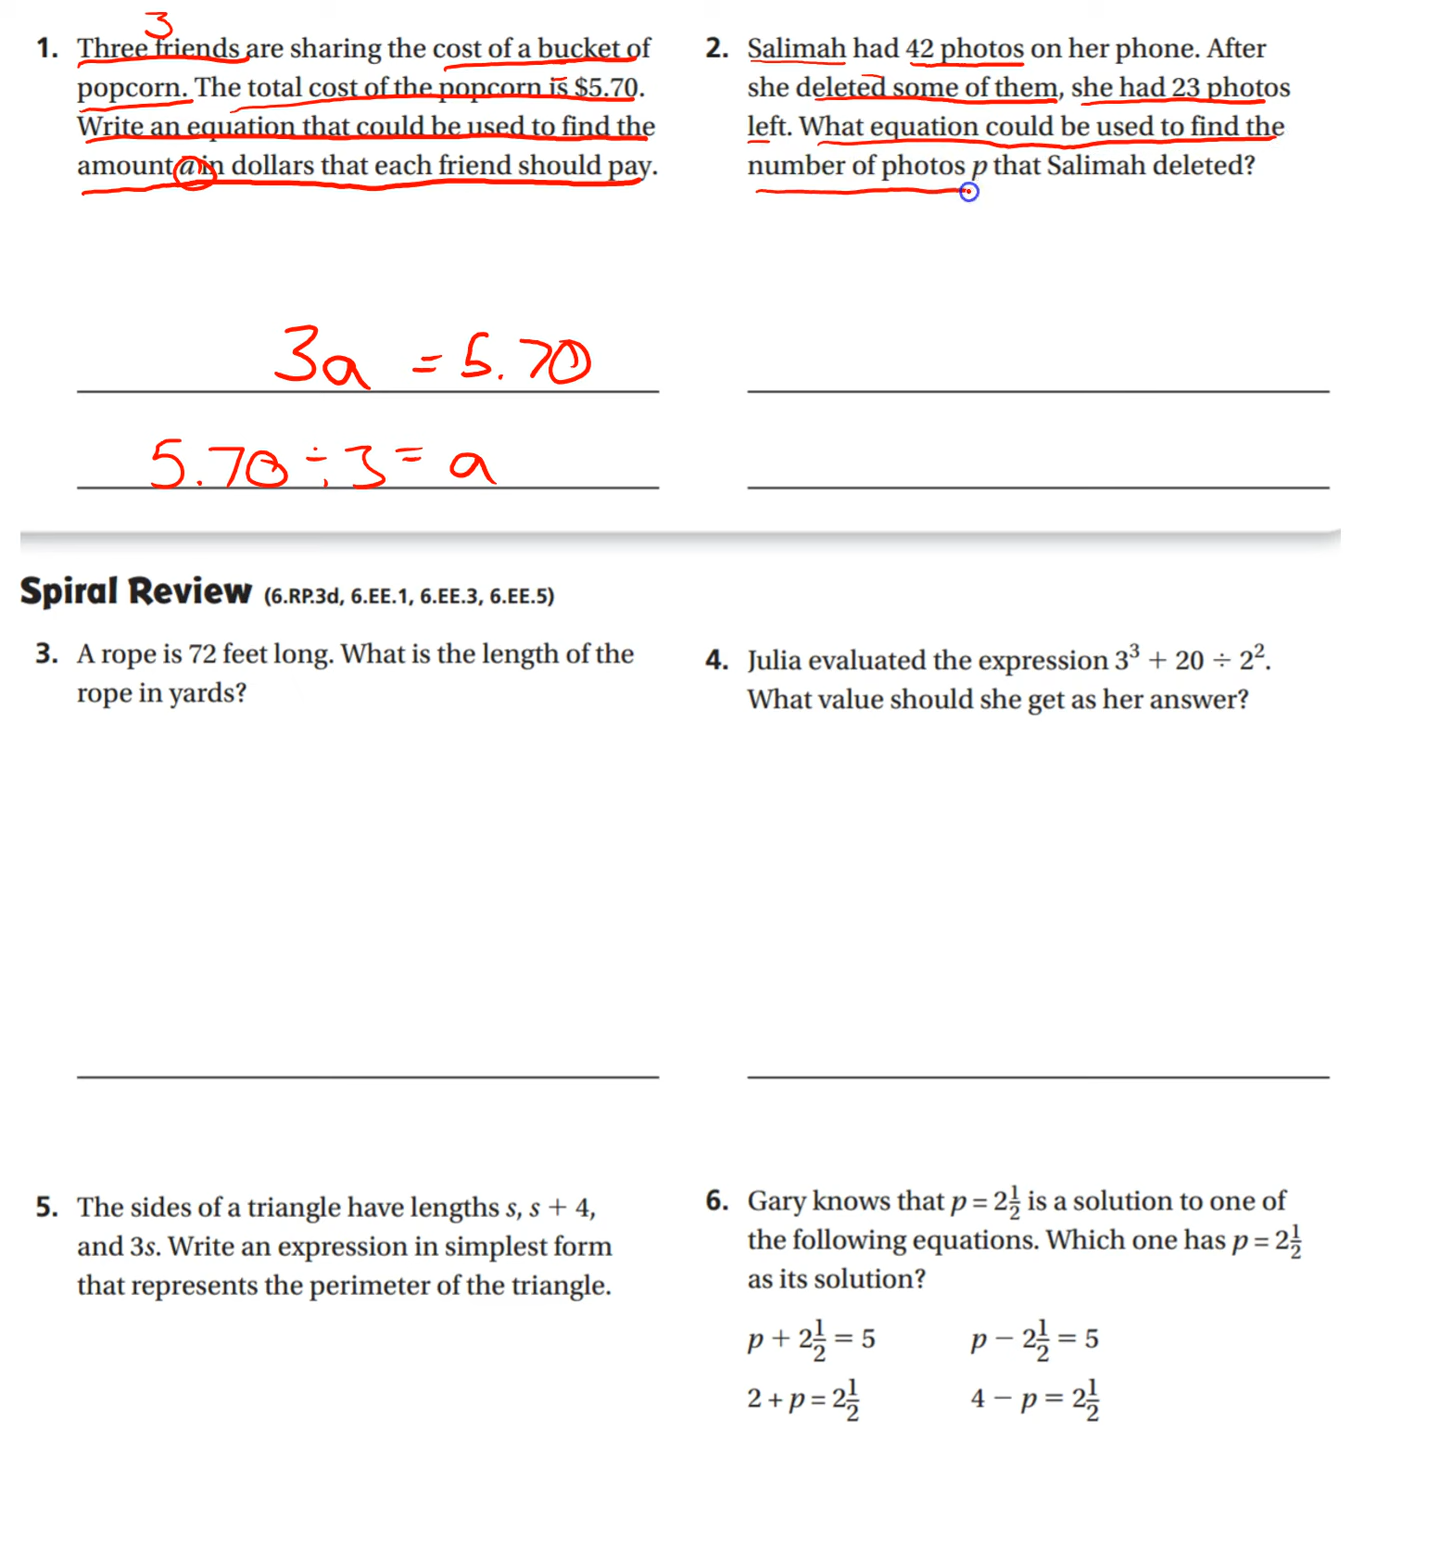 3
1. Three friends are sharing the cost of a bucket of
popcorn. The total cost of the popcorn is $5.70.
Write an equation that could be used to find the
amount a in dollars that each friend should pay.
3a = 5.70
5.70 ÷ 3 = a
2. Salimah had 42 photos on her phone. After
she deleted some of them, she had 23 photos
left. What equation could be used to find the
number of photos p that Salimah deleted?
Spiral Review (6.RP.3d, 6.EE.1, 6.EE.3, 6.EE.5)
3. A rope is 72 feet long. What is the length of the
rope in yards?
4. Julia evaluated the expression 3³ + 20 ÷ 2².
What value should she get as her answer?
5. The sides of a triangle have lengths s, s + 4,
and 3s. Write an expression in simplest form
that represents the perimeter of the triangle.
6. Gary knows that p = 2½ is a solution to one of
the following equations. Which one has p = 2½
as its solution?
p + 2½ = 5 p − 2½ = 5
2 + p = 2½ 4 − p = 2½